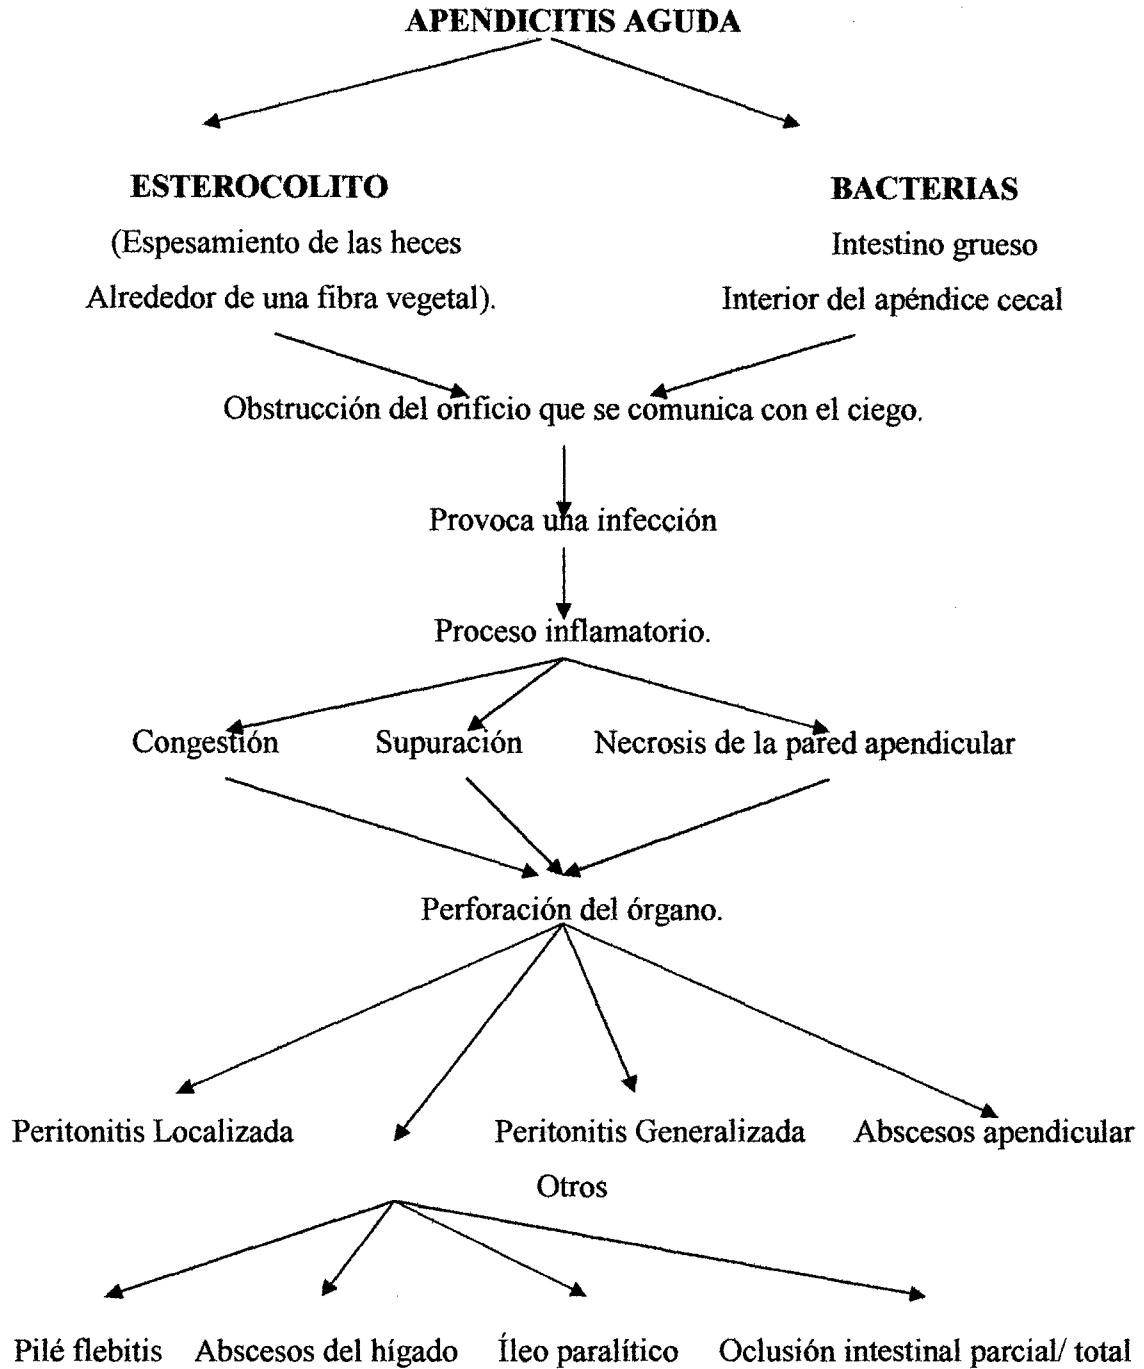 APENDICITIS AGUDA
ESTEROCOLITO
(Espesamiento de las heces
Alrededor de una fibra vegetal).
BACTERIAS
Intestino grueso
Interior del apéndice cecal
Obstrucción del orificio que se comunica con el ciego.
Provoca una infección
Proceso inflamatorio.
Congestión
Supuración
Necrosis de la pared apendicular
Perforación del órgano.
Peritonitis Localizada
Peritonitis Generalizada
Abscesos apendicular
Otros
Pilé flebitis
Abscesos del hígado
Íleo paralítico
Oclusión intestinal parcial/ total